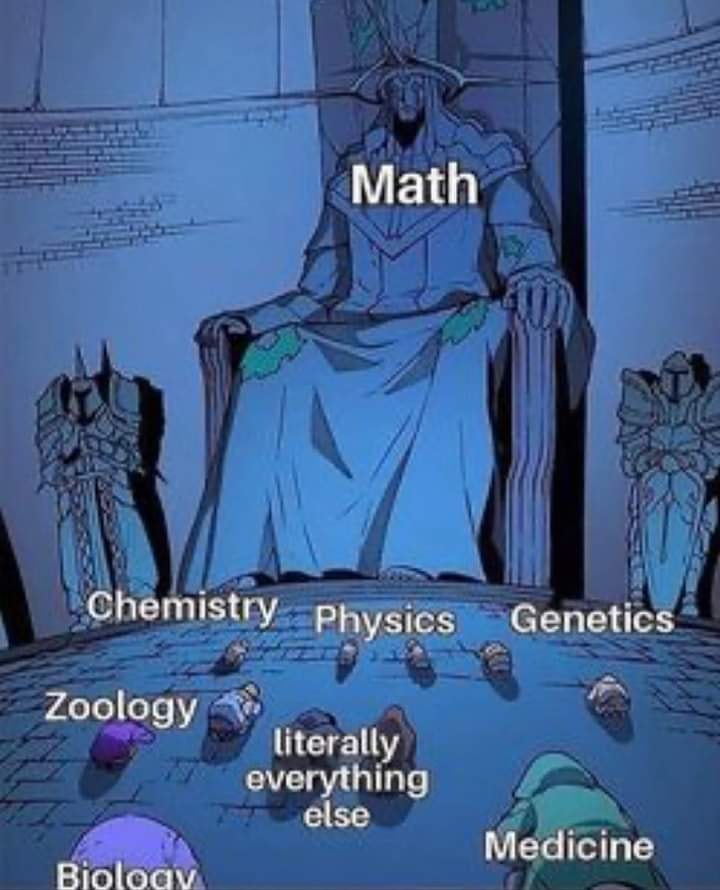 Math
Chemistry
Physics
Genetics
Zoology
literally
everything
else
Medicine
Biology